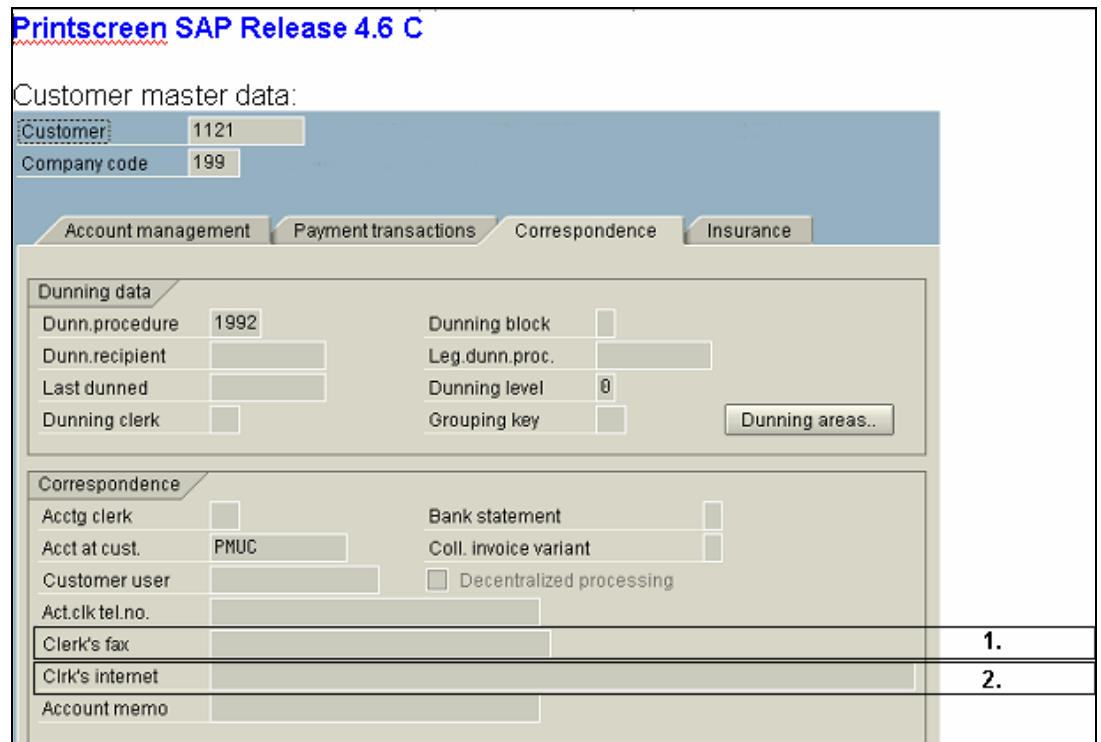 Printscreen SAP Release 4.6 C
Customer master data:
Customer 1121
Company code 199
Account management Payment transactions Correspondence Insurance
Dunning data
Dunn.procedure 1992 Dunning block
Dunn.recipient Leg.dunn.proc.
Last dunned Dunning level 0
Dunning clerk Grouping key Dunning areas..
Correspondence
Acctg clerk Bank statement
Acct at cust. PMUC Coll. invoice variant
Customer user Decentralized processing
Act.clk tel.no.
Clerk's fax 1.
Clrk's internet 2.
Account memo